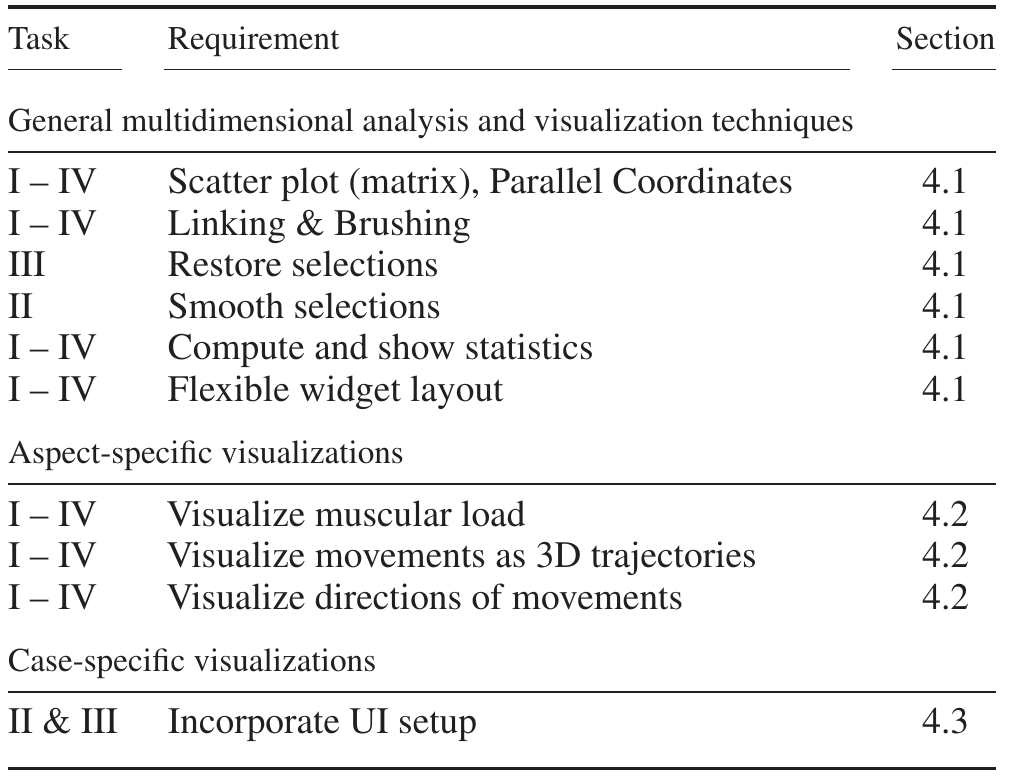 Task Requirement Section
General multidimensional analysis and visualization techniques
I – IV Scatter plot (matrix), Parallel Coordinates 4.1
I – IV Linking & Brushing 4.1
III Restore selections 4.1
II Smooth selections 4.1
I – IV Compute and show statistics 4.1
I – IV Flexible widget layout 4.1
Aspect-specific visualizations
I – IV Visualize muscular load 4.2
I – IV Visualize movements as 3D trajectories 4.2
I – IV Visualize directions of movements 4.2
Case-specific visualizations
II & III Incorporate UI setup 4.3